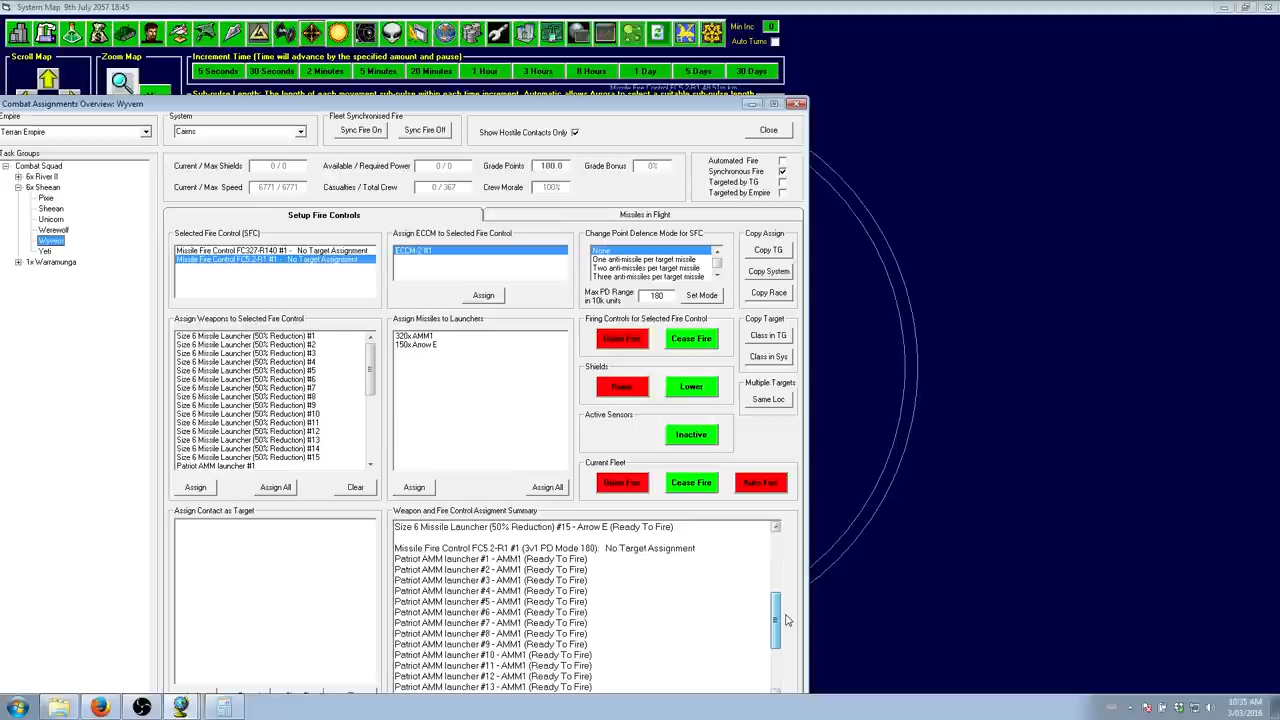 System Map 9th July 2057 18:45
Min Inc 0
Auto Turns
Scroll Map
Zoom Map
Increment Time (Time will advance by the specified amount and pause)
5 Seconds 30 Seconds 2 Minutes 5 Minutes 20 Minutes 1 Hour 3 Hours 8 Hours 1 Day 5 Days 30 Days
Combat Assignments Overview: Wyvern
Empire
Terran Empire
System
Cairns
Fleet Synchronised Fire
Sync Fire On
Sync Fire Off
Show Hostile Contacts Only
Close
Task Groups
Combat Squad
6x River II
6x Sheean
Pixie
Sheean
Unicorn
Werewolf
Wyvern
Yeti
1x Warramunga
Current / Max Shields 0 / 0
Available / Required Power 0 / 0
Grade Points 100.0
Grade Bonus 0%
Current / Max Speed 6771 / 6771
Casualties / Total Crew 0 / 367
Crew Morale 100%
Automated Fire
Synchronous Fire
Targeted by TG
Targeted by Empire
Setup Fire Controls
Missiles in Flight
Selected Fire Control (SFC)
Missile Fire Control FC327-R140 #1 - No Target Assignment
Missile Fire Control FC5.2-R1 #1 - No Target Assignment
Assign ECCM to Selected Fire Control
ECCM-2 #1
Assign
Change Point Defence Mode for SFC
None
One anti-missile per target missile
Two anti-missiles per target missile
Three anti-missiles per target missile
Max PD Range in 10k units
180
Set Mode
Copy Assign
Copy TG
Copy System
Copy Race
Assign Weapons to Selected Fire Control
Size 6 Missile Launcher (50% Reduction) #1
Size 6 Missile Launcher (50% Reduction) #2
Size 6 Missile Launcher (50% Reduction) #3
Size 6 Missile Launcher (50% Reduction) #4
Size 6 Missile Launcher (50% Reduction) #5
Size 6 Missile Launcher (50% Reduction) #6
Size 6 Missile Launcher (50% Reduction) #7
Size 6 Missile Launcher (50% Reduction) #8
Size 6 Missile Launcher (50% Reduction) #9
Size 6 Missile Launcher (50% Reduction) #10
Size 6 Missile Launcher (50% Reduction) #11
Size 6 Missile Launcher (50% Reduction) #12
Size 6 Missile Launcher (50% Reduction) #13
Size 6 Missile Launcher (50% Reduction) #14
Size 6 Missile Launcher (50% Reduction) #15
Patriot AMM launcher #1
Assign
Assign All
Clear
Assign Missiles to Launchers
320x AMM1
150x Arrow E
Assign
Assign All
Firing Controls for Selected Fire Control
Open Fire
Cease Fire
Shields
Raise
Lower
Active Sensors
Inactive
Current Fleet
Open Fire
Cease Fire
Auto Fire
Copy Target
Class in TG
Class in Sys
Multiple Targets
Same Loc
Assign Contact as Target
Weapon and Fire Control Assignment Summary
Size 6 Missile Launcher (50% Reduction) #15 - Arrow E (Ready To Fire)
Missile Fire Control FC5.2-R1 #1 (3v1 PD Mode 180): No Target Assignment
Patriot AMM launcher #1 - AMM1 (Ready To Fire)
Patriot AMM launcher #2 - AMM1 (Ready To Fire)
Patriot AMM launcher #3 - AMM1 (Ready To Fire)
Patriot AMM launcher #4 - AMM1 (Ready To Fire)
Patriot AMM launcher #5 - AMM1 (Ready To Fire)
Patriot AMM launcher #6 - AMM1 (Ready To Fire)
Patriot AMM launcher #7 - AMM1 (Ready To Fire)
Patriot AMM launcher #8 - AMM1 (Ready To Fire)
Patriot AMM launcher #9 - AMM1 (Ready To Fire)
Patriot AMM launcher #10 - AMM1 (Ready To Fire)
Patriot AMM launcher #11 - AMM1 (Ready To Fire)
Patriot AMM launcher #12 - AMM1 (Ready To Fire)
Patriot AMM launcher #13 - AMM1 (Ready To Fire)
10:35 AM
3/03/2016